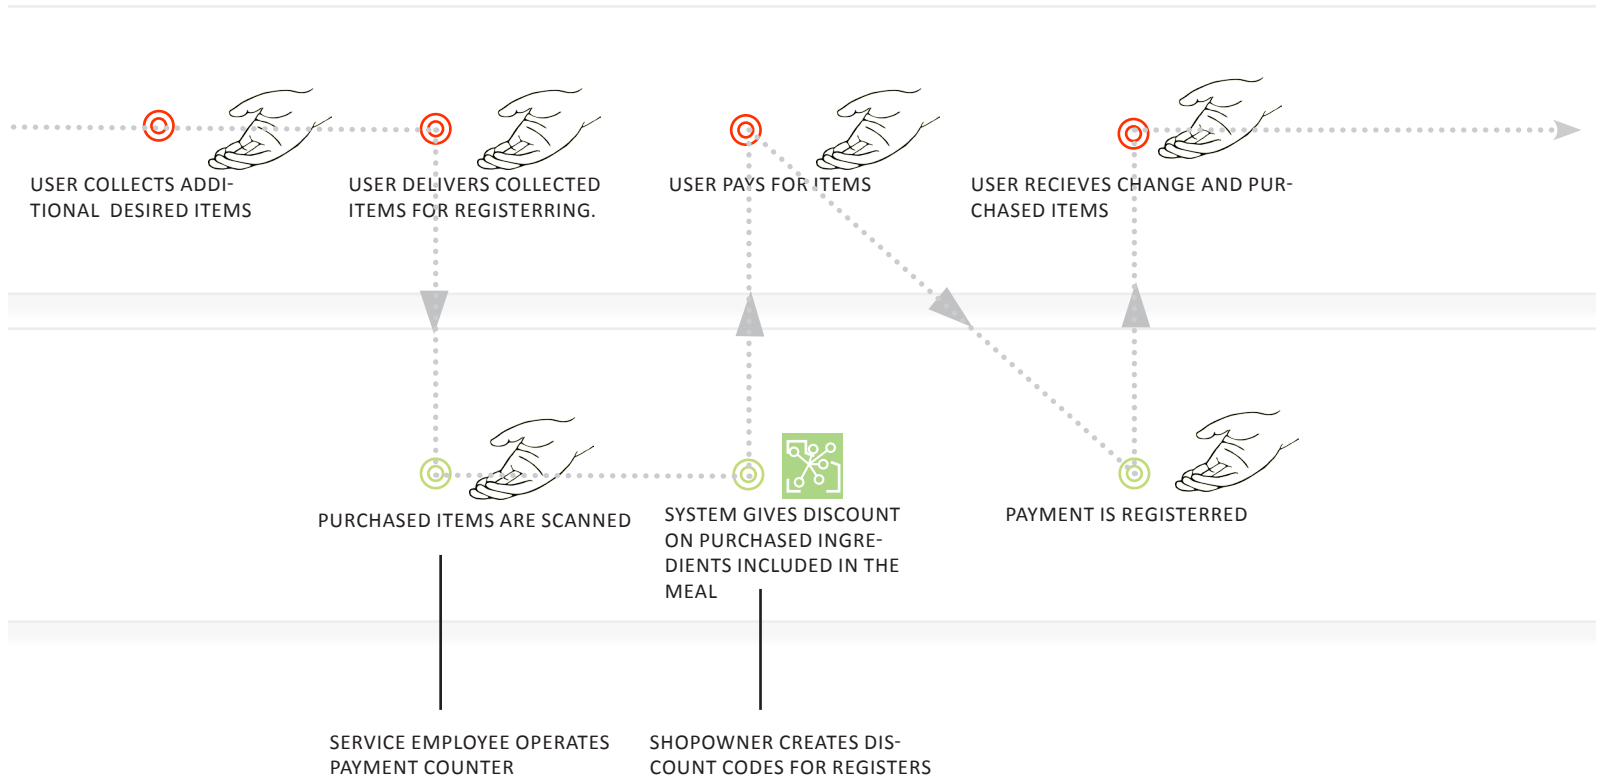 USER COLLECTS ADDI-
TIONAL DESIRED ITEMS
USER DELIVERS COLLECTED
ITEMS FOR REGISTERRING.
USER PAYS FOR ITEMS
USER RECIEVES CHANGE AND PUR-
CHASED ITEMS
PURCHASED ITEMS ARE SCANNED
SYSTEM GIVES DISCOUNT
ON PURCHASED INGRE-
DIENTS INCLUDED IN THE
MEAL
PAYMENT IS REGISTERRED
SERVICE EMPLOYEE OPERATES
PAYMENT COUNTER
SHOPOWNER CREATES DIS-
COUNT CODES FOR REGISTERS